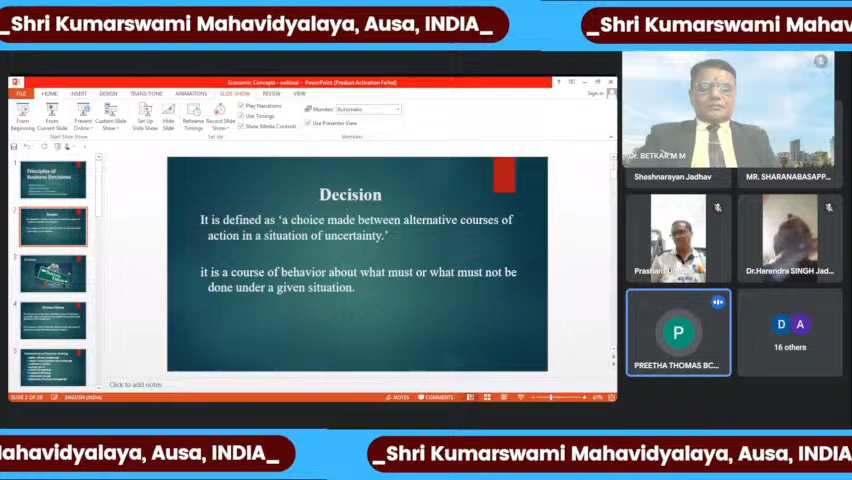 _Shri Kumarswami Mahavidyalaya, Ausa, INDIA_
_Shri Kumarswami Mahav
Economic Concepts - webinar - PowerPoint (Product Activation Failed)
FILE HOME INSERT DESIGN TRANSITIONS ANIMATIONS SLIDE SHOW REVIEW VIEW
Sign in
From Beginning
From Current Slide
Present Online
Custom Slide Show
Set Up Slide Show
Hide Slide
Rehearse Timings
Record Slide Show
Play Narrations
Use Timings
Show Media Controls
Monitor: Automatic
Use Presenter View
Start Slide Show
Set Up
Monitors
1
Principles of
Business Decisions
2
3
4
5
Decision
It is defined as ‘a choice made between alternative courses of
action in a situation of uncertainty.’
it is a course of behavior about what must or what must not be
done under a given situation.
Click to add notes
SLIDE 2 OF 29
ENGLISH (INDIA)
NOTES
COMMENTS
67%
Dr. BETKAR M M
Sheshnarayan Jadhav
MR. SHARANABASAPP...
Prashant
Dr.Harendra SINGH Jad...
P
PREETHA THOMAS BC...
D A
16 others
Mahavidyalaya, Ausa, INDIA_
_Shri Kumarswami Mahavidyalaya, Ausa, INDIA